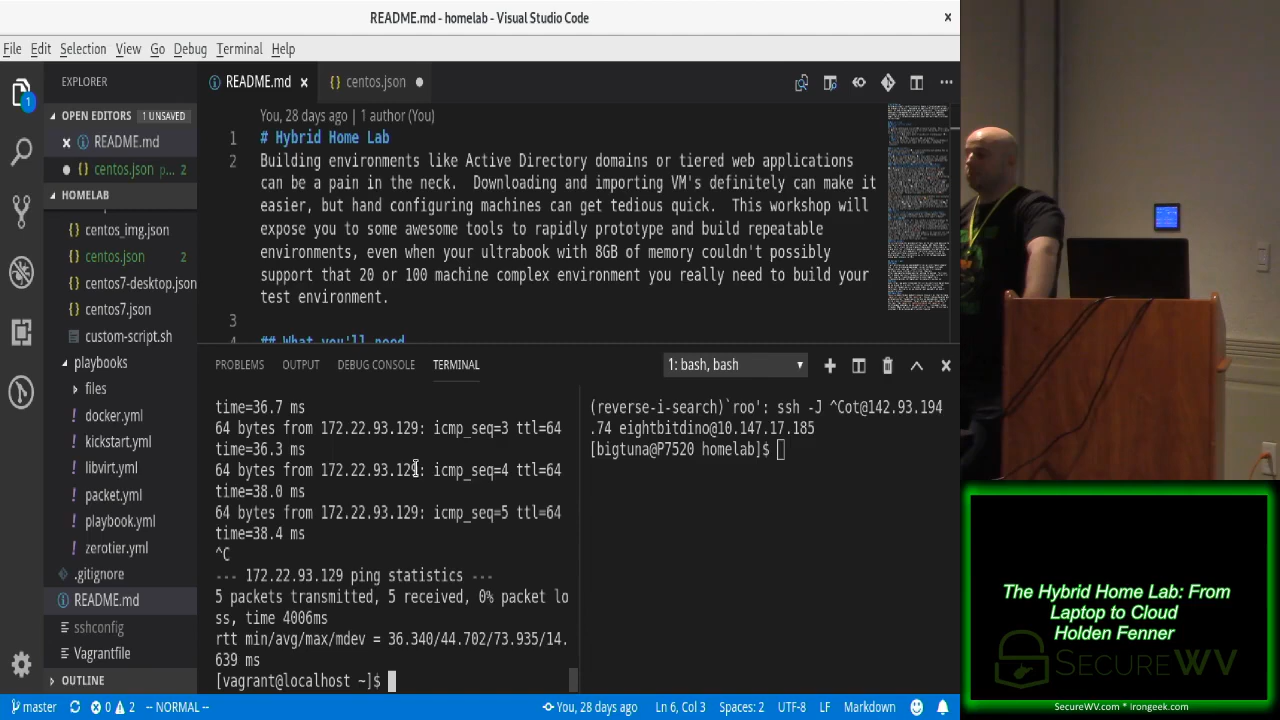 README.md - homelab - Visual Studio Code
×
File Edit Selection View Go Debug Terminal Help
EXPLORER
README.md ×
{} centos.json ●
1
OPEN EDITORS 1 UNSAVED
× README.md
● {} centos.json p... 2
HOMELAB
centos_img.json
{} centos.json 2
{} centos7-desktop.json
{} centos7.json
custom-script.sh
playbooks
files
! docker.yml
! kickstart.yml
! libvirt.yml
! packet.yml
! playbook.yml
! zerotier.yml
.gitignore
README.md
sshconfig
Vagrantfile
OUTLINE
You, 28 days ago | 1 author (You)
1 # Hybrid Home Lab
2 Building environments like Active Directory domains or tiered web applications
can be a pain in the neck. Downloading and importing VM's definitely can make it
easier, but hand configuring machines can get tedious quick. This workshop will
expose you to some awesome tools to rapidly prototype and build repeatable
environments, even when your ultrabook with 8GB of memory couldn't possibly
support that 20 or 100 machine complex environment you really need to build your
test environment.
3
4 ## What you'll need
PROBLEMS OUTPUT DEBUG CONSOLE TERMINAL
1: bash, bash
time=36.7 ms
64 bytes from 172.22.93.129: icmp_seq=3 ttl=64
time=36.3 ms
64 bytes from 172.22.93.129: icmp_seq=4 ttl=64
time=38.0 ms
64 bytes from 172.22.93.129: icmp_seq=5 ttl=64
time=38.4 ms
^C
--- 172.22.93.129 ping statistics ---
5 packets transmitted, 5 received, 0% packet lo
ss, time 4006ms
rtt min/avg/max/mdev = 36.340/44.702/73.935/14.
639 ms
[vagrant@localhost ~]$
(reverse-i-search)`roo': ssh -J ^Cot@142.93.194
.74 eightbitdino@10.147.17.185
[bigtuna@P7520 homelab]$
master 0 2 -- NORMAL --
You, 28 days ago Ln 6, Col 3 Spaces: 2 UTF-8 LF Markdown
The Hybrid Home Lab: From
Laptop to Cloud
Holden Fenner
SECUREWV
SecureWV.com * Irongeek.com